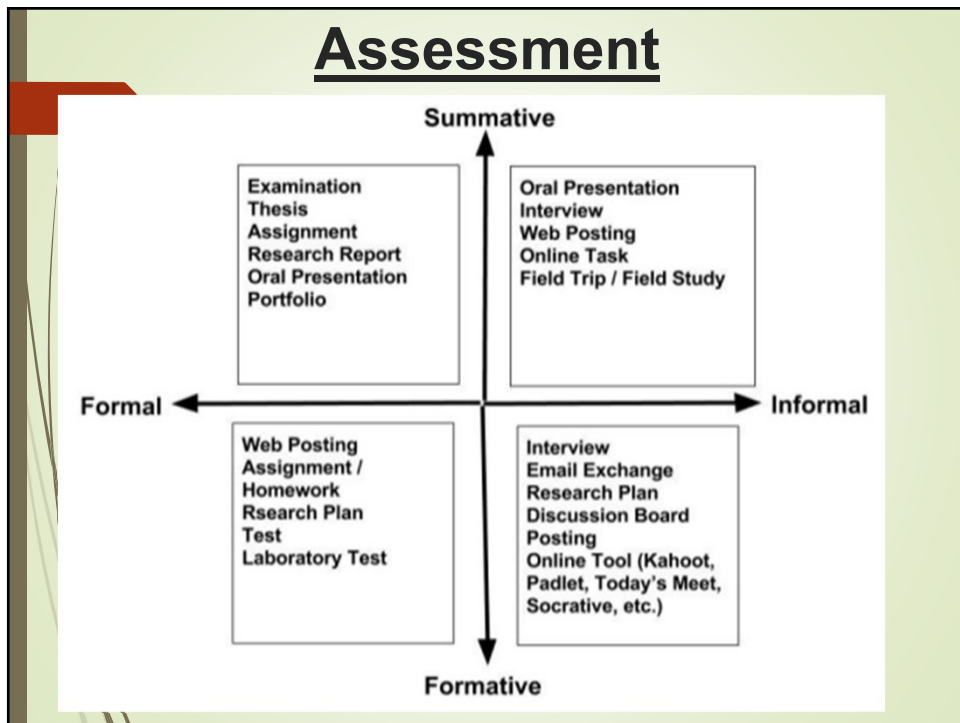 Assessment
Summative
Examination
Thesis
Assignment
Research Report
Oral Presentation
Portfolio
Oral Presentation
Interview
Web Posting
Online Task
Field Trip / Field Study
Formal
Informal
Web Posting
Assignment /
Homework
Rsearch Plan
Test
Laboratory Test
Interview
Email Exchange
Research Plan
Discussion Board
Posting
Online Tool (Kahoot,
Padlet, Today's Meet,
Socrative, etc.)
Formative